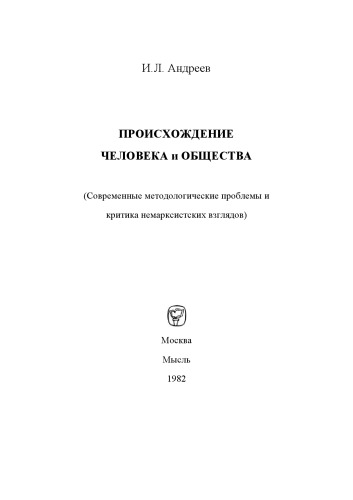 И.Л. Андреев
ПРОИСХОЖДЕНИЕ
ЧЕЛОВЕКА и ОБЩЕСТВА
(Современные методологические проблемы и
критика немарксистских взглядов)
Москва
Мысль
1982